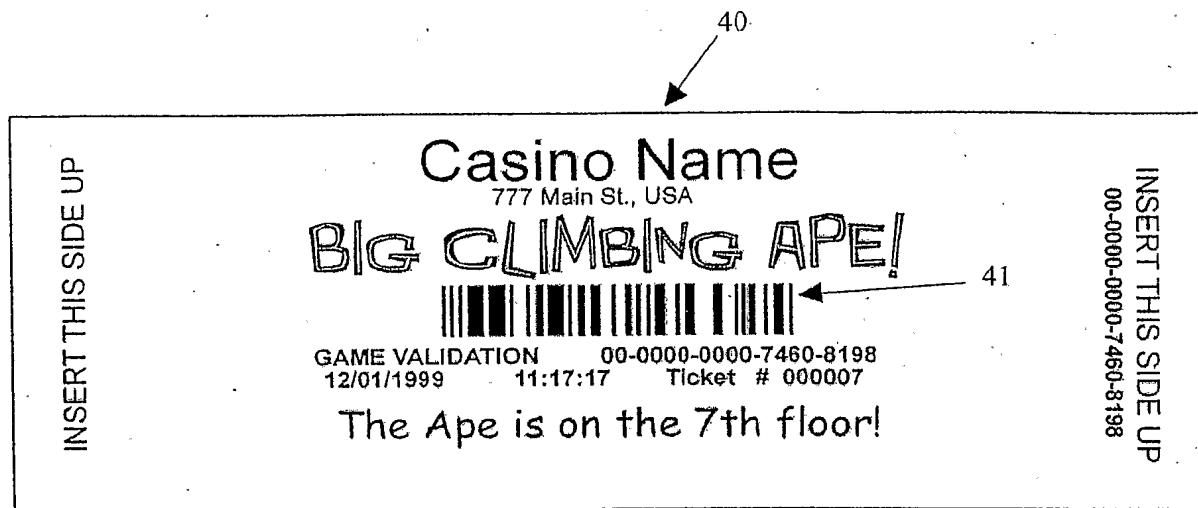 40
INSERT THIS SIDE UP
Casino Name
777 Main St., USA
BIG CLIMBING APE!
41
GAME VALIDATION 00-0000-0000-7460-8198
12/01/1999 11:17:17 Ticket # 000007
The Ape is on the 7th floor!
INSERT THIS SIDE UP
00-0000-0000-7460-8198